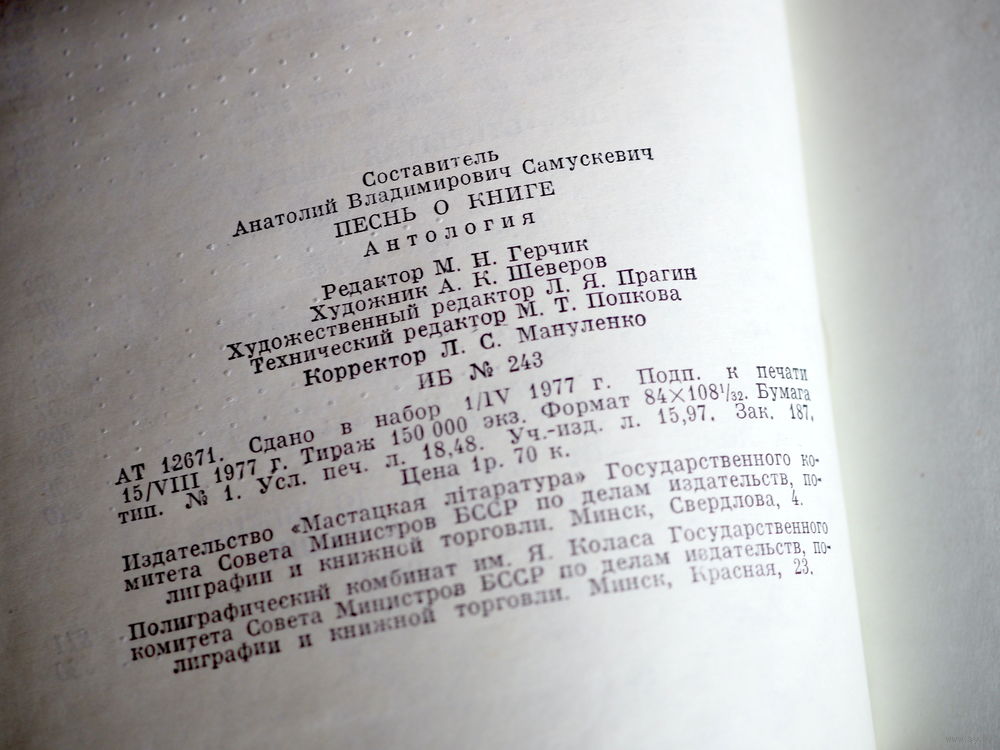 Составитель
Анатолий Владимирович Самускевич
ПЕСНЬ О КНИГЕ
Антология
Редактор М. Н. Герчик
Художник А. К. Шеверов
Художественный редактор Л. Я. Прагин
Технический редактор М. Т. Попкова
Корректор Л. С. Мануленко
ИБ № 243
АТ 12671. Сдано в набор 1/IV 1977 г. Подп. к печати
15/VIII 1977 г. Тираж 150 000 экз. Формат 84×108¹/₃₂. Бумага
тип. № 1. Усл. печ. л. 18,48. Уч.-изд. л. 15,97. Зак. 187.
Цена 1р. 70 к.
Издательство «Мастацкая літаратура» Государственного ко-
митета Совета Министров БССР по делам издательств, по-
лиграфии и книжной торговли. Минск, Свердлова, 4.
Полиграфический комбинат им. Я. Коласа Государственного
комитета Совета Министров БССР по делам издательств, по-
лиграфии и книжной торговли. Минск, Красная, 23.